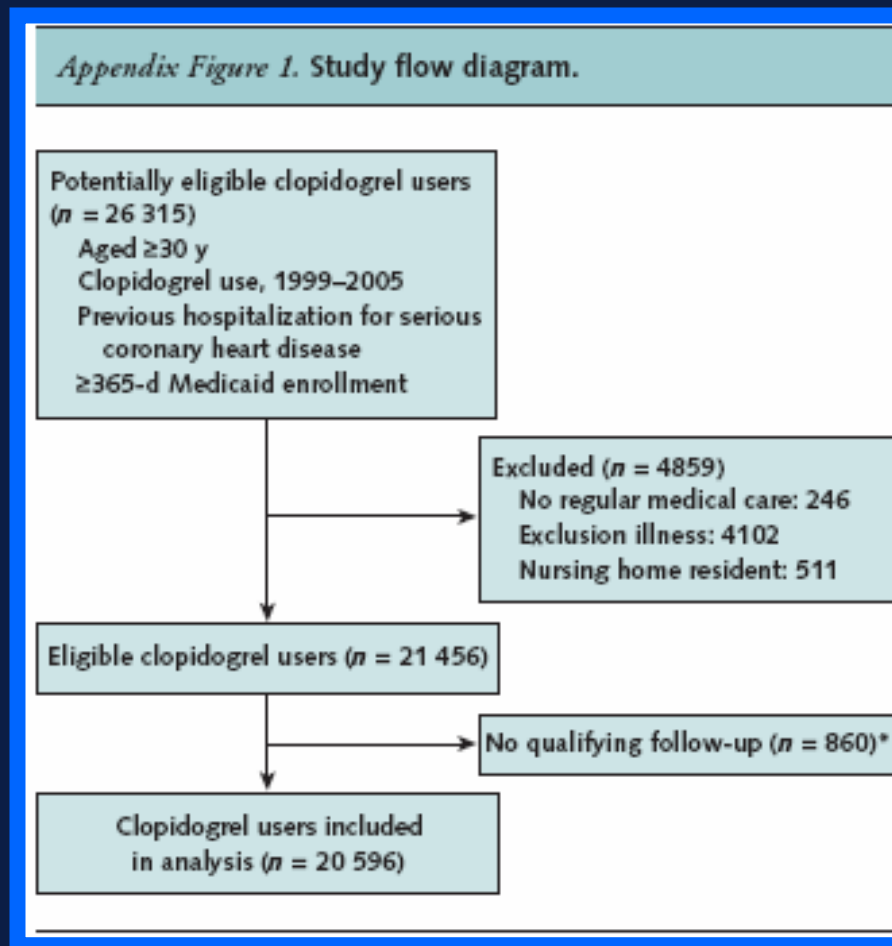 Appendix Figure 1. Study flow diagram.
Potentially eligible clopidogrel users
(n = 26 315)
Aged ≥30 y
Clopidogrel use, 1999–2005
Previous hospitalization for serious
coronary heart disease
≥365-d Medicaid enrollment
Excluded (n = 4859)
No regular medical care: 246
Exclusion illness: 4102
Nursing home resident: 511
Eligible clopidogrel users (n = 21 456)
No qualifying follow-up (n = 860)*
Clopidogrel users included
in analysis (n = 20 596)